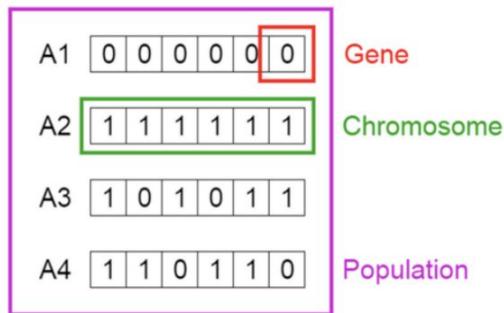 A1 0 0 0 0 0 0 Gene
A2 1 1 1 1 1 1 Chromosome
A3 1 0 1 0 1 1
A4 1 1 0 1 1 0 Population